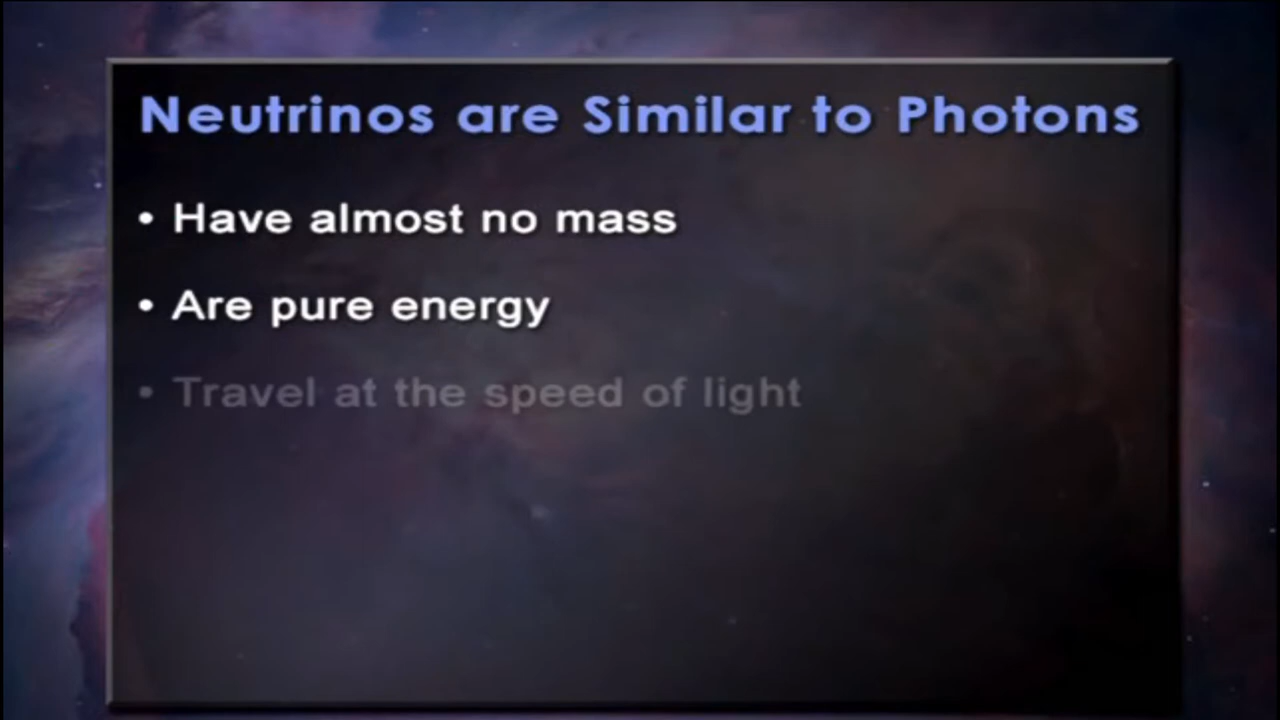 Neutrinos are Similar to Photons
• Have almost no mass
• Are pure energy
• Travel at the speed of light